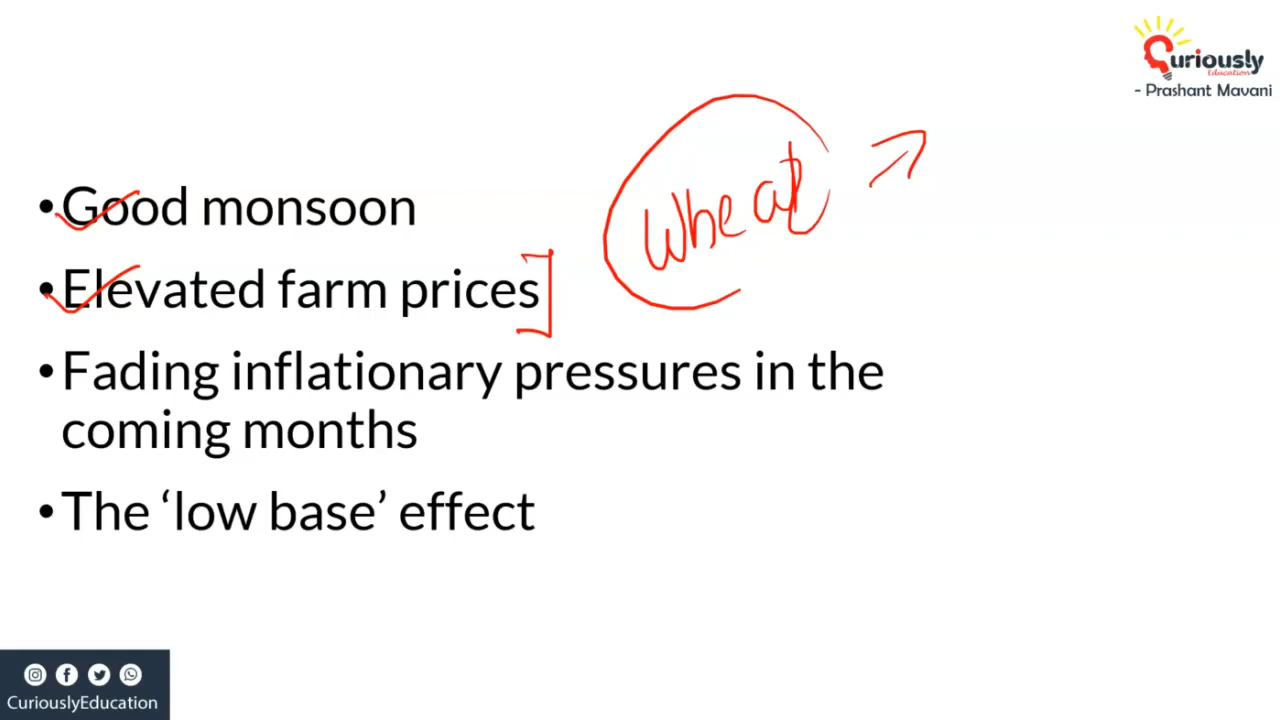 Curiously
Education
- Prashant Mavani
wheat
• Good monsoon
• Elevated farm prices
• Fading inflationary pressures in the
coming months
• The ‘low base’ effect
CuriouslyEducation